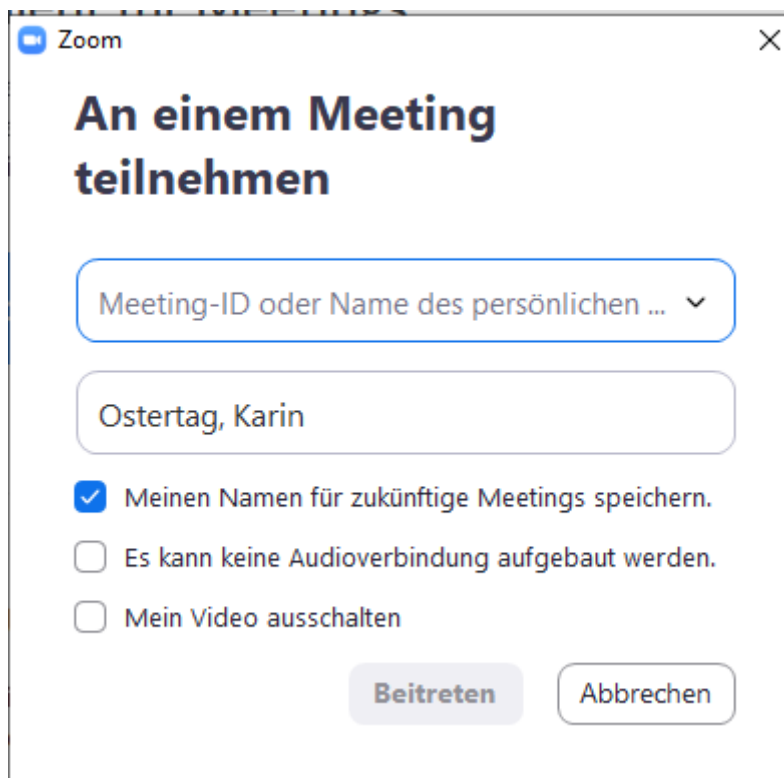 Zoom
An einem Meeting
teilnehmen
Meeting-ID oder Name des persönlichen ...
Ostertag, Karin
Meinen Namen für zukünftige Meetings speichern.
Es kann keine Audioverbindung aufgebaut werden.
Mein Video ausschalten
Beitreten Abbrechen